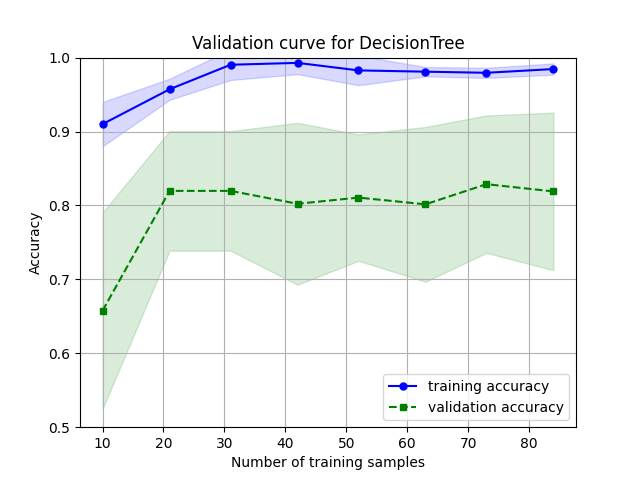 Validation curve for DecisionTree
1.0
0.9
0.8
0.7
0.6
0.5
Accuracy
training accuracy
validation accuracy
10 20 30 40 50 60 70 80
Number of training samples